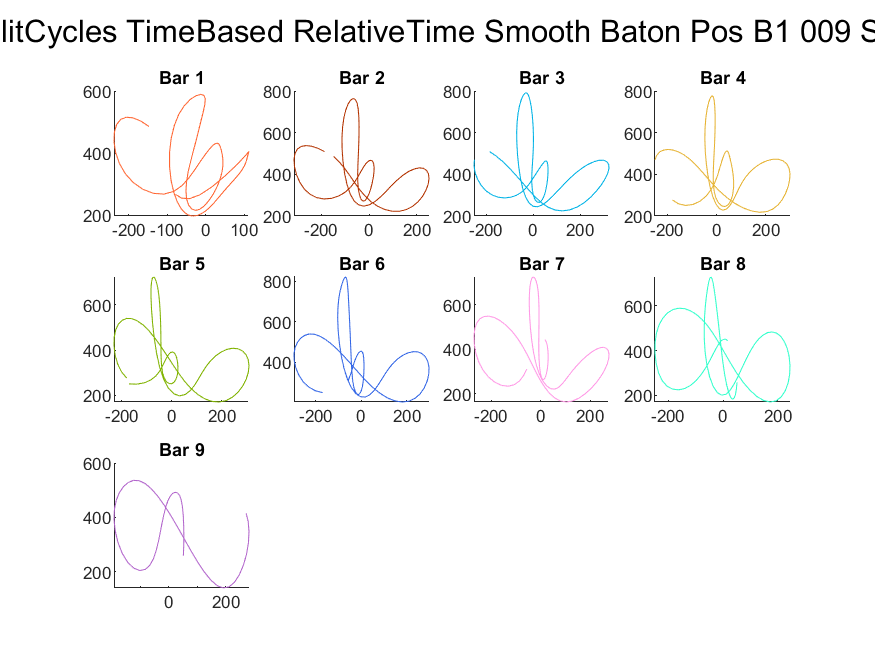 litCycles TimeBased RelativeTime Smooth Baton Pos B1 009 S
Bar 1 Bar 2 Bar 3 Bar 4
600 800 800 800
400 600 600 600
200 400 400 400
200 200 200
-200 -100 0 100 -200 0 200 -200 0 200 -200 0 200
Bar 5 Bar 6 Bar 7 Bar 8
600 800 600 600
400 600 400 400
200 400 200 200
-200 0 200 -200 0 200 -200 0 200 -200 0 200
Bar 9
600
400
200
0 200